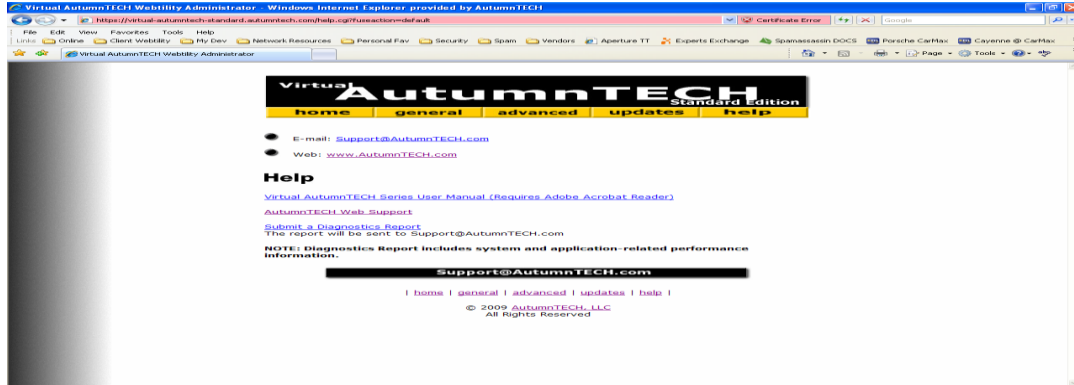 Virtual AutumnTECH Webtility Administrator - Windows Internet Explorer provided by AutumnTECH
https://virtual-autumntech-standard.autumntech.com/help.cgi?fuseaction=default
Certificate Error
Google
File Edit View Favorites Tools Help
Links Online Client Webtility My Dev Network Resources Personal Fav Security Spam Vendors Aperture TT Experts Exchange Spamassassin DOCS Porsche CarMax Cayenne @ CarMax
Virtual AutumnTECH Webtility Administrator
Page Tools
Virtual AutumnTECH
Standard Edition
home general advanced updates help
E-mail: Support@AutumnTECH.com
Web: www.AutumnTECH.com
Help
Virtual AutumnTECH Series User Manual (Requires Adobe Acrobat Reader)
AutumnTECH Web Support
Submit a Diagnostics Report
The report will be sent to Support@AutumnTECH.com
NOTE: Diagnostics Report includes system and application-related performance
information.
Support@AutumnTECH.com
| home | general | advanced | updates | help |
© 2009 AutumnTECH, LLC
All Rights Reserved